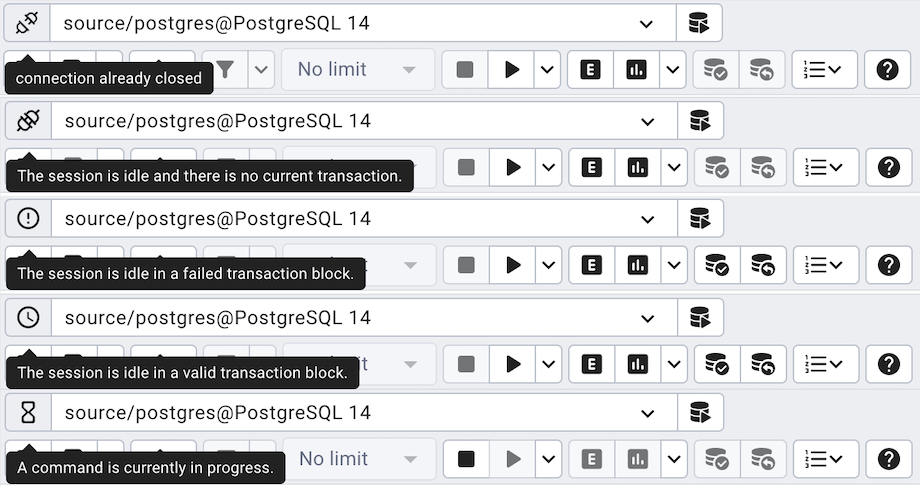 source/postgres@PostgreSQL 14
connection already closed
No limit
E
source/postgres@PostgreSQL 14
The session is idle and there is no current transaction.
E
source/postgres@PostgreSQL 14
The session is idle in a failed transaction block.
E
source/postgres@PostgreSQL 14
The session is idle in a valid transaction block.
E
source/postgres@PostgreSQL 14
A command is currently in progress.
No limit
E